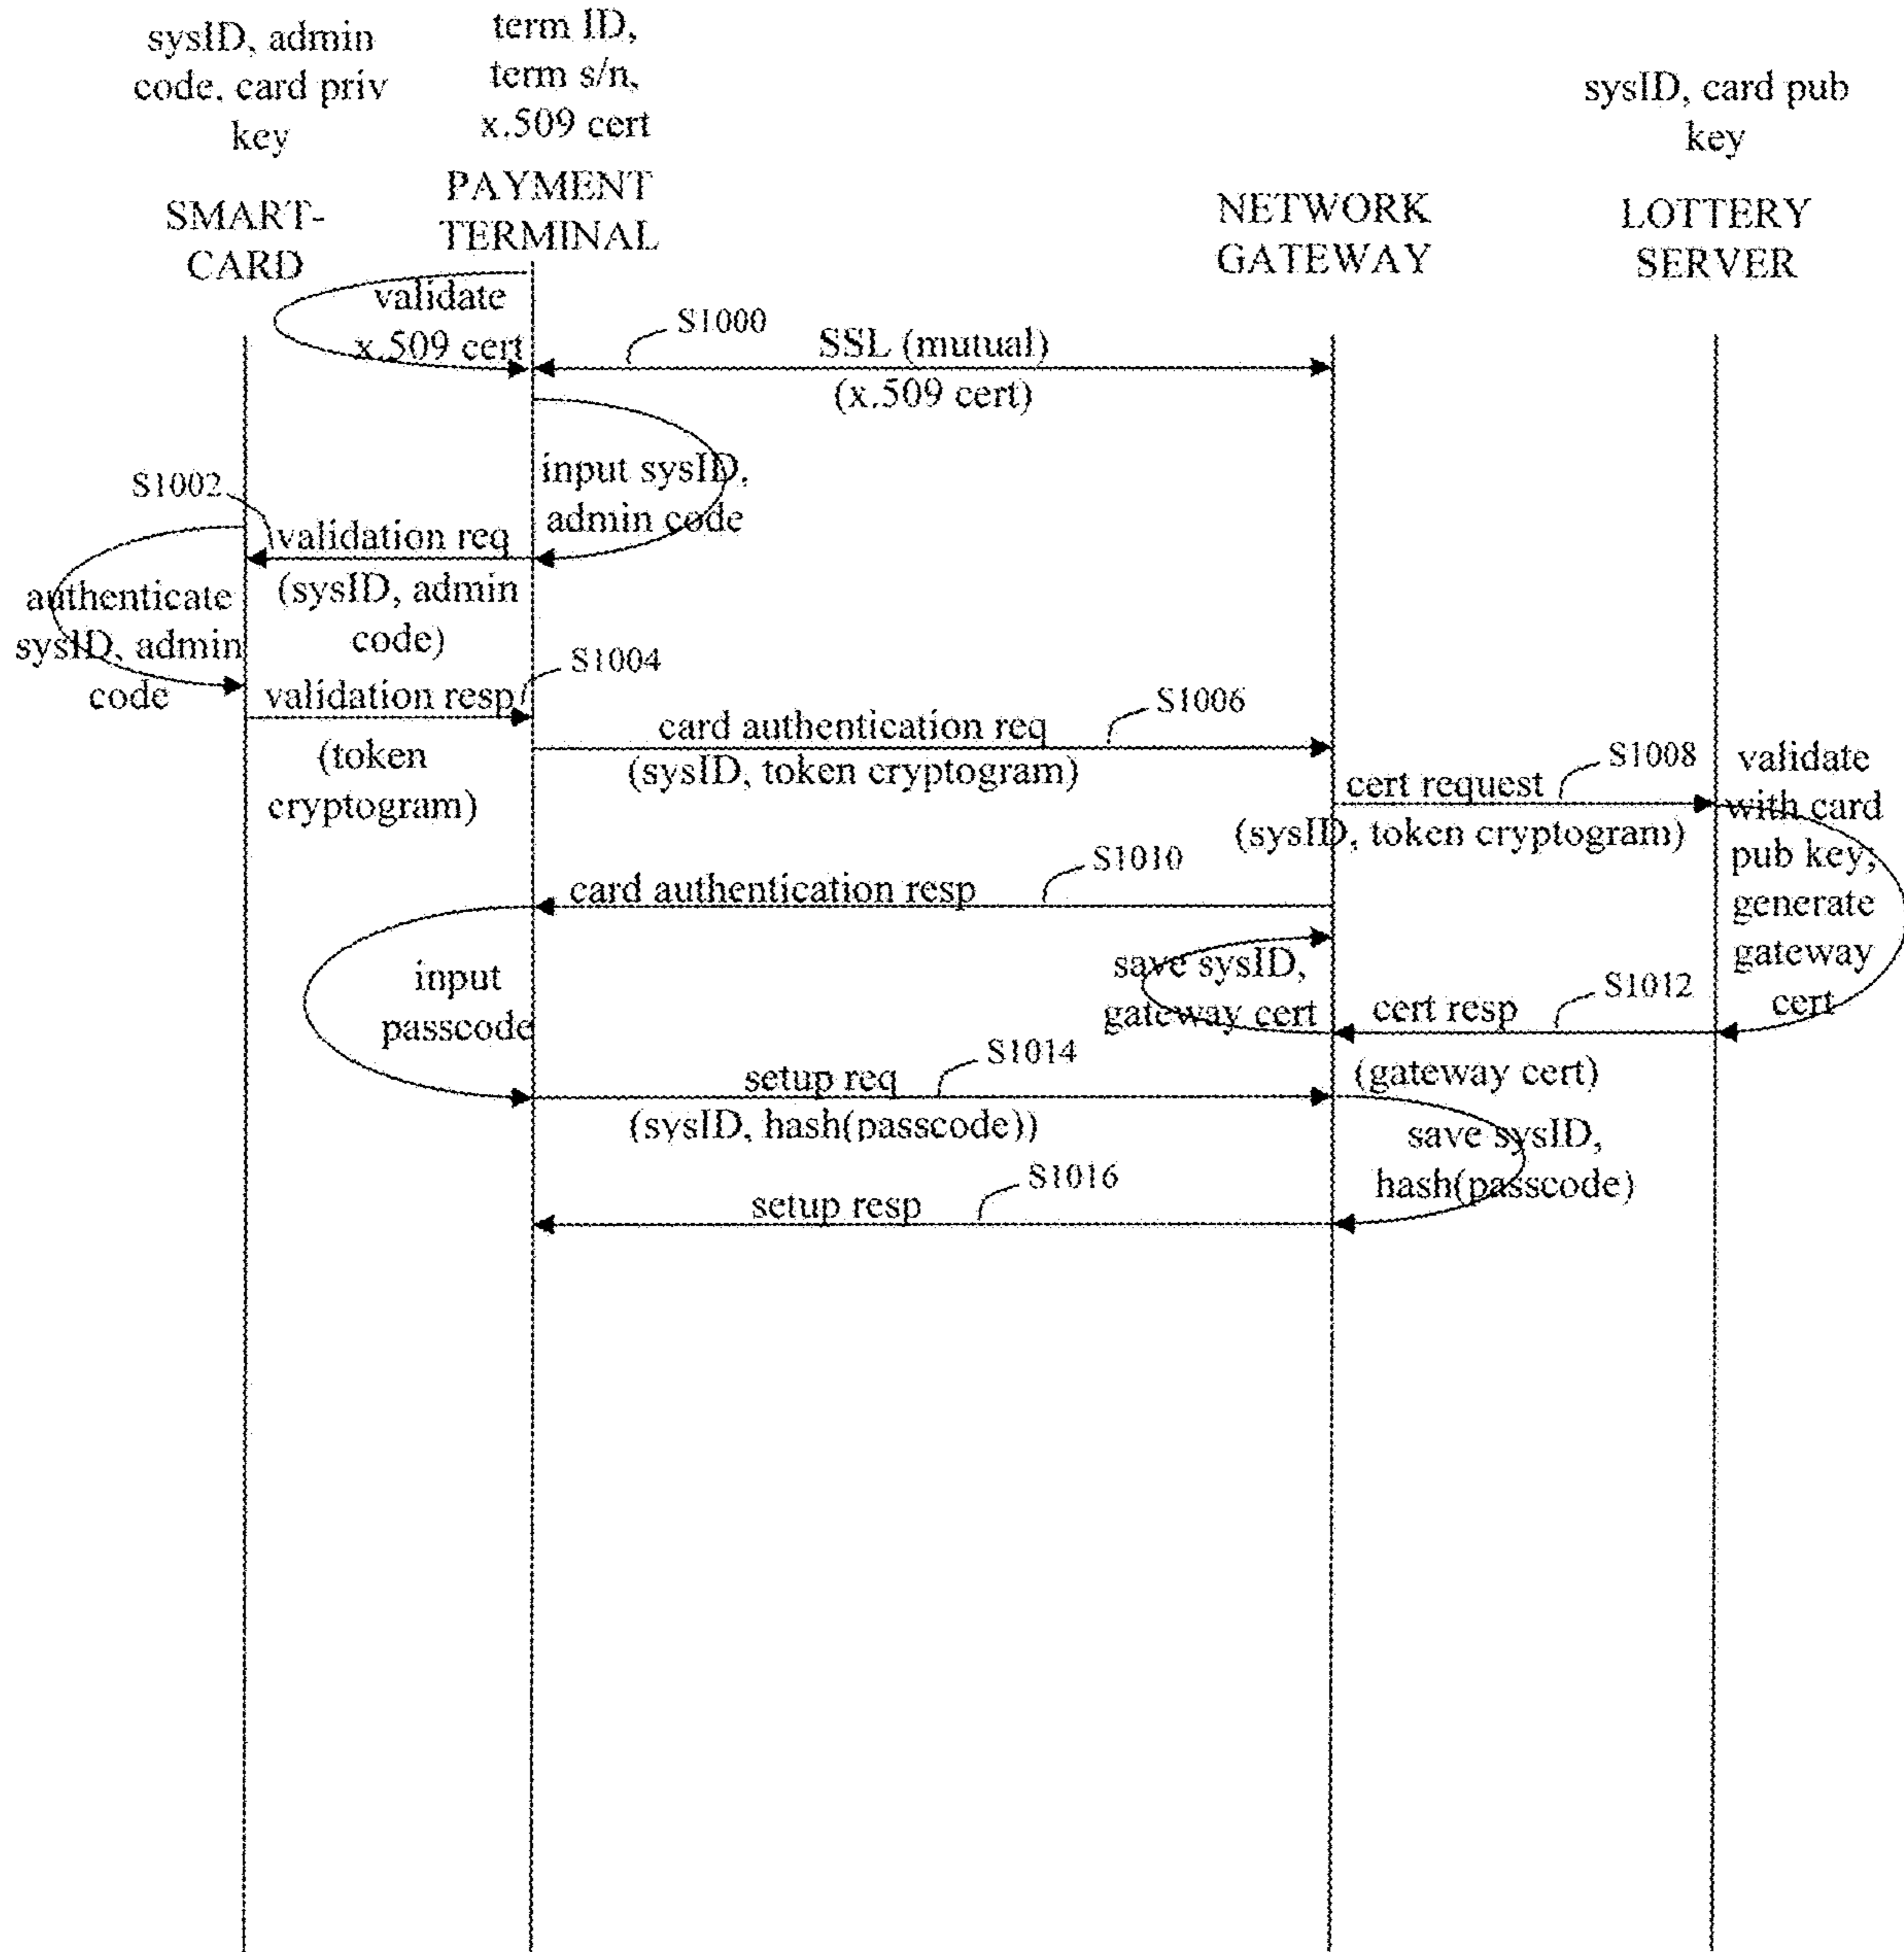 sysID, admin
code, card priv
key
SMART-
CARD
term ID,
term s/n,
x.509 cert
PAYMENT
TERMINAL
NETWORK
GATEWAY
sysID, card pub
key
LOTTERY
SERVER
validate
x.509 cert
S1000
SSL (mutual)
(x.509 cert)
input sysID,
admin code
S1002
validation req
(sysID, admin
code)
authenticate
sysID, admin
code
S1004
validation resp
(token
cryptogram)
S1006
card authentication req
(sysID, token cryptogram)
S1008
cert request
(sysID, token cryptogram)
validate
with card
pub key,
generate
gateway
cert
S1010
card authentication resp
input
passcode
save sysID,
gateway cert
S1012
cert resp
(gateway cert)
S1014
setup req
(sysID, hash(passcode))
save sysID,
hash(passcode)
S1016
setup resp